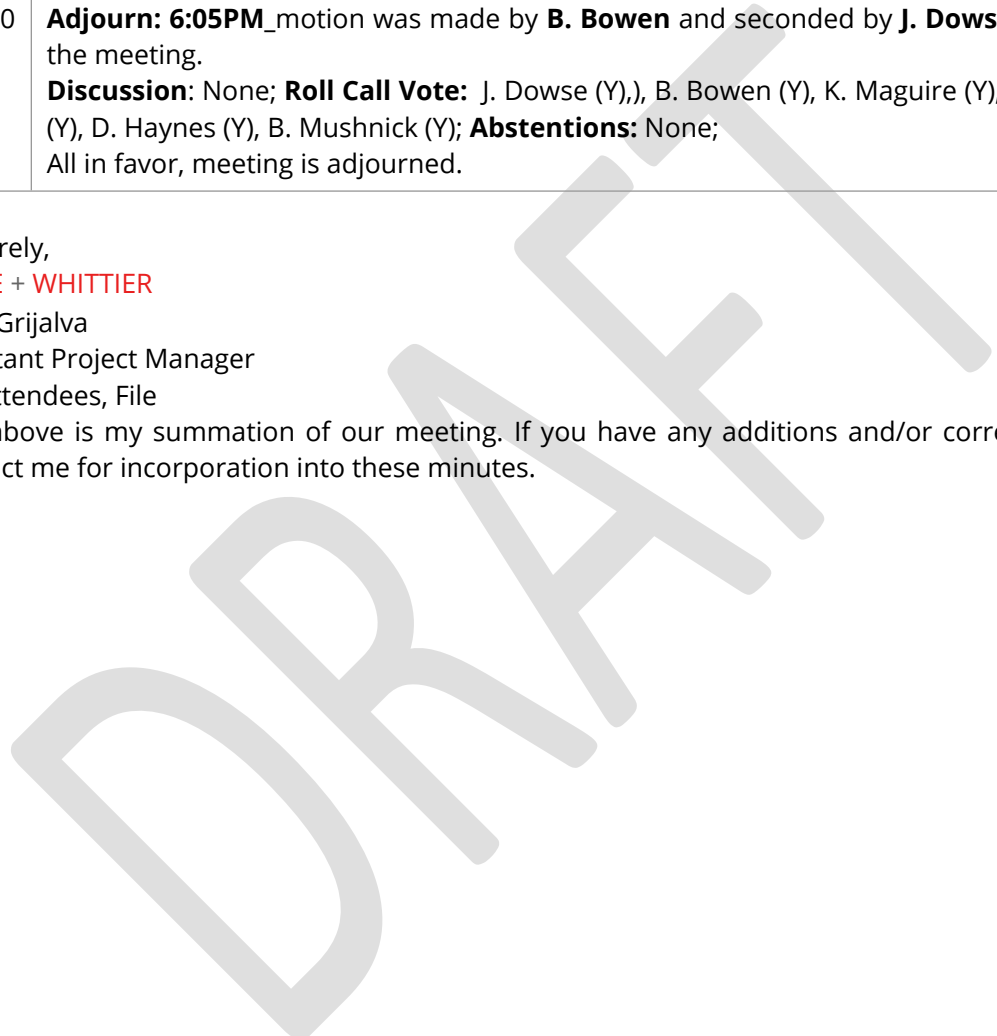 0 Adjourn: 6:05PM_motion was made by B. Bowen and seconded by J. Dows
the meeting.
Discussion: None; Roll Call Vote: J. Dowse (Y),), B. Bowen (Y), K. Maguire (Y),
(Y), D. Haynes (Y), B. Mushnick (Y); Abstentions: None;
All in favor, meeting is adjourned.
rely,
E + WHITTIER
Grijalva
tant Project Manager
ttendees, File
above is my summation of our meeting. If you have any additions and/or corre
ct me for incorporation into these minutes.
DRAFT